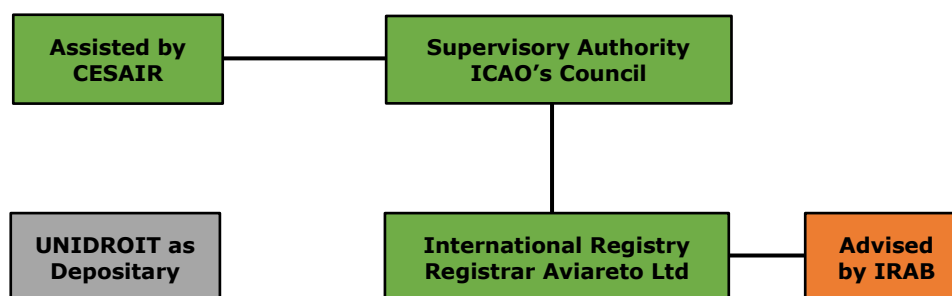 Assisted by
CESAIR
Supervisory Authority
ICAO’s Council
UNIDROIT as
Depositary
International Registry
Registrar Aviareto Ltd
Advised
by IRAB